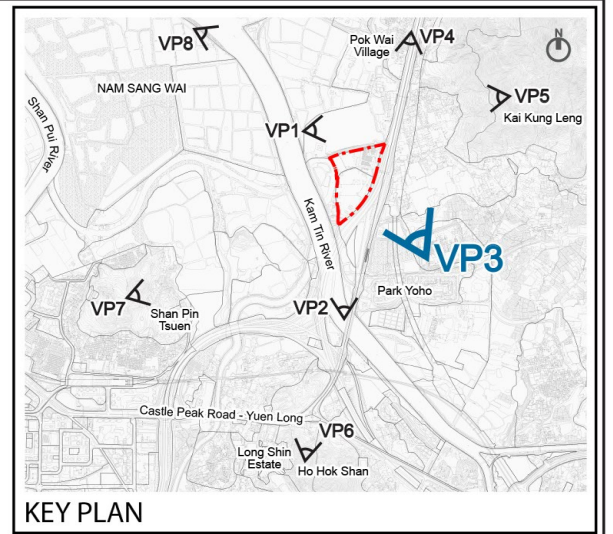 N
VP8
Pok Wai
Village
VP4
NAM SANG WAI
VP5
Kai Kung Leng
Shan Pui River
VP1
Kam Tin River
VP3
Park Yoho
VP7
Shan Pin
Tsuen
VP2
Castle Peak Road - Yuen Long
VP6
Long Shin
Estate
Ho Hok Shan
KEY PLAN